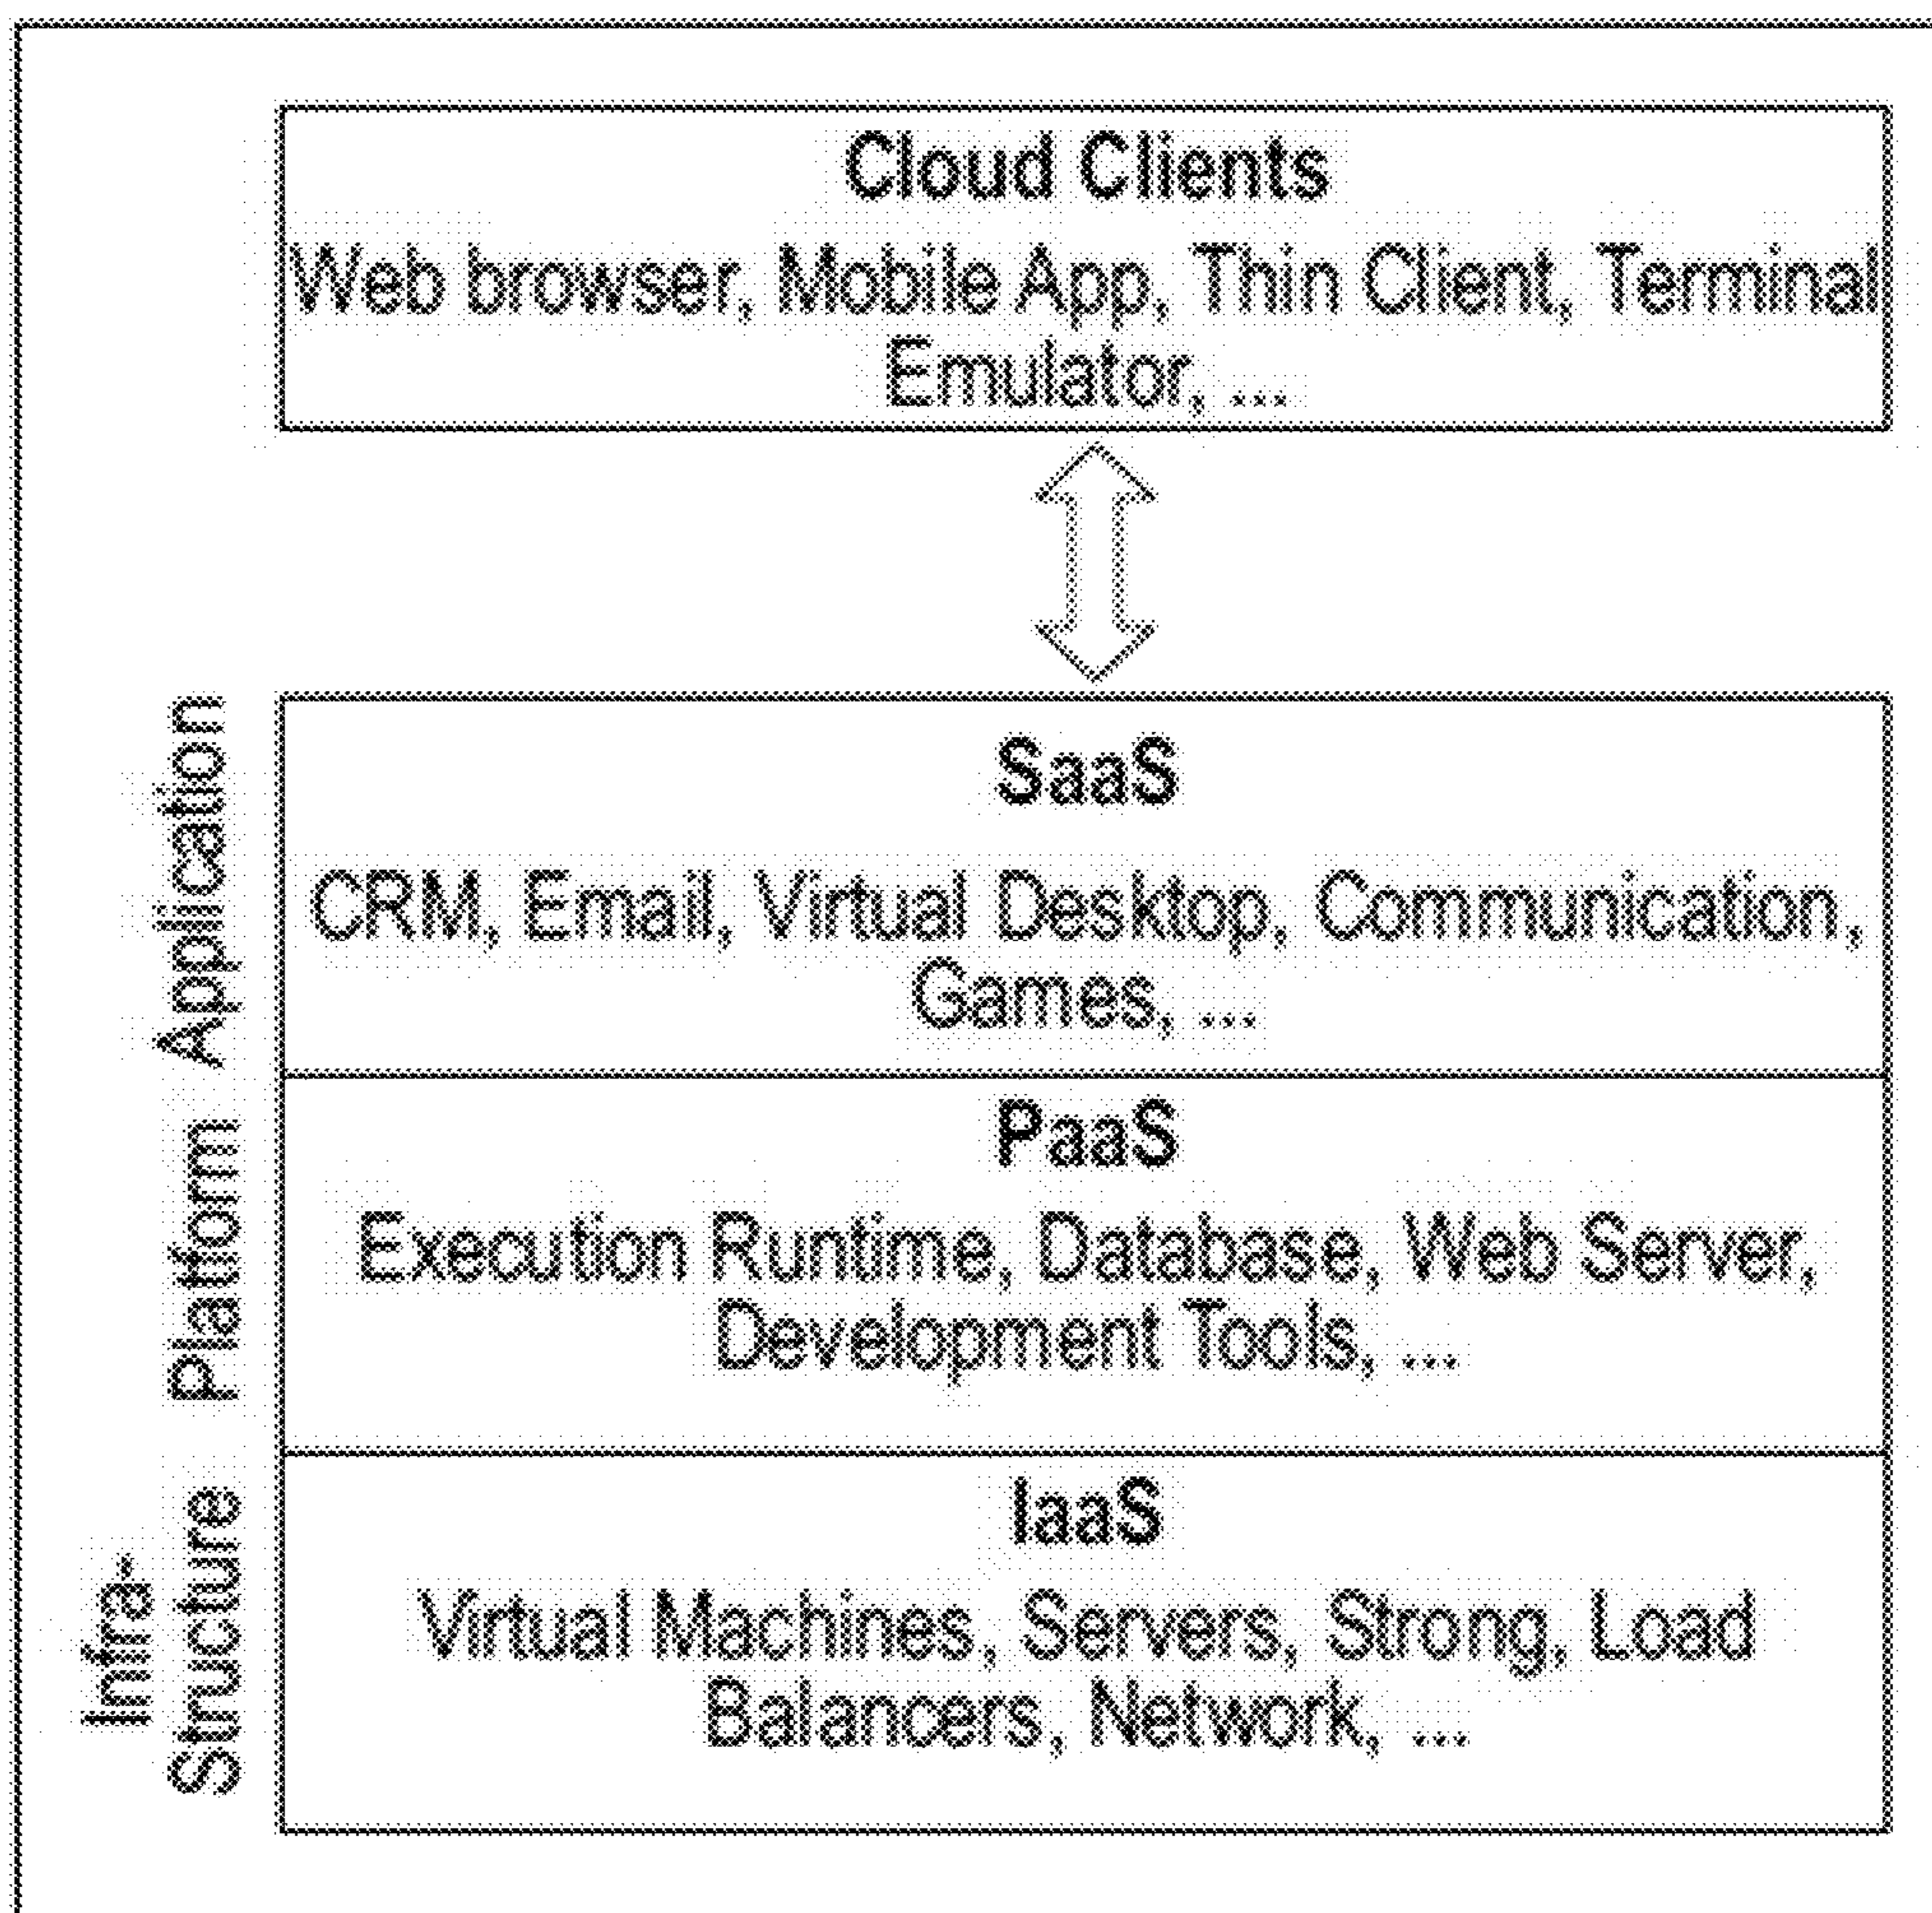 Cloud Clients
Web browser, Mobile App, Thin Client, Terminal
Emulator, ...
Application
SaaS
CRM, Email, Virtual Desktop, Communication,
Games, ...
Platform
PaaS
Execution Runtime, Database, Web Server,
Development Tools, ...
Infra-
Structure
IaaS
Virtual Machines, Servers, Strong, Load
Balancers, Network, ...